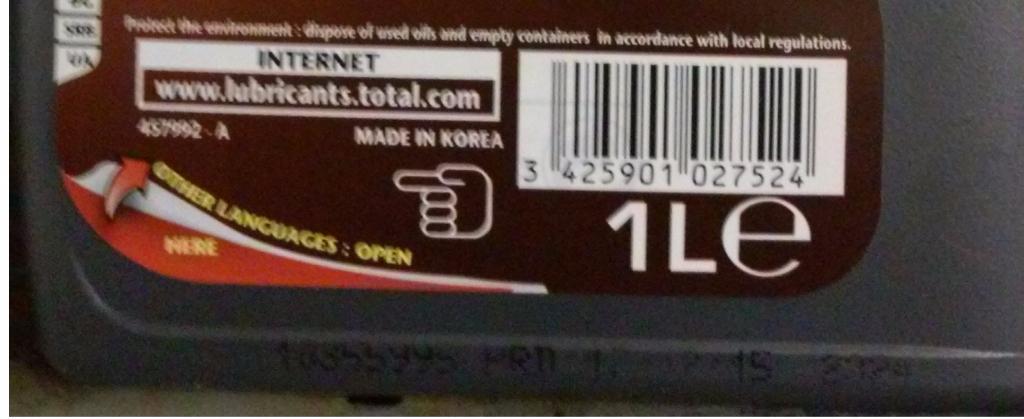 Protect the environment : dispose of used oils and empty containers in accordance with local regulations.
INTERNET
www.lubricants.total.com
457992 - A
MADE IN KOREA
3 425901 027524
OTHER LANGUAGES : OPEN
HERE
1L℮